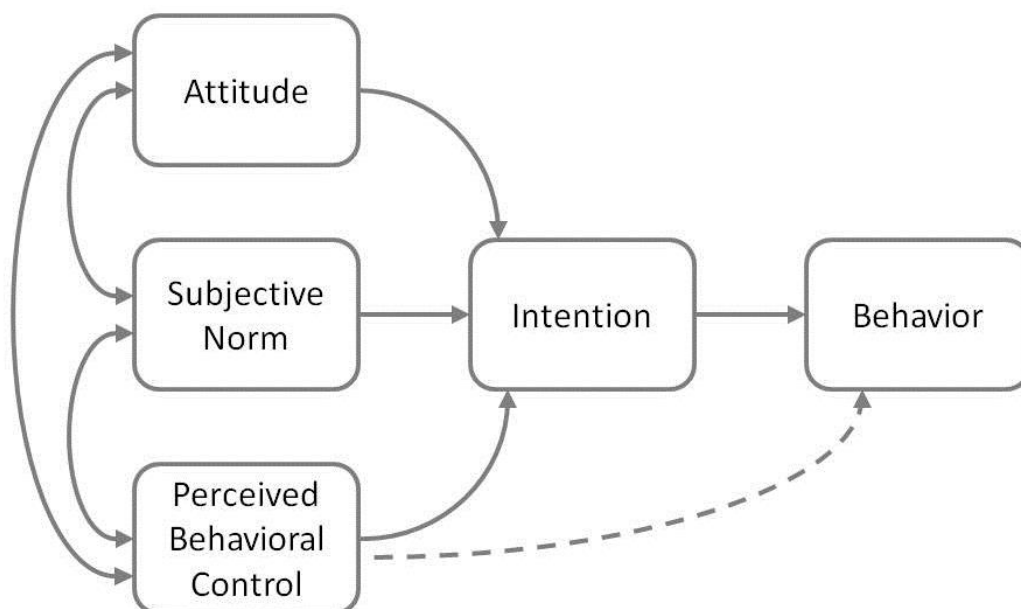 Attitude
Subjective
Norm
Intention
Behavior
Perceived
Behavioral
Control